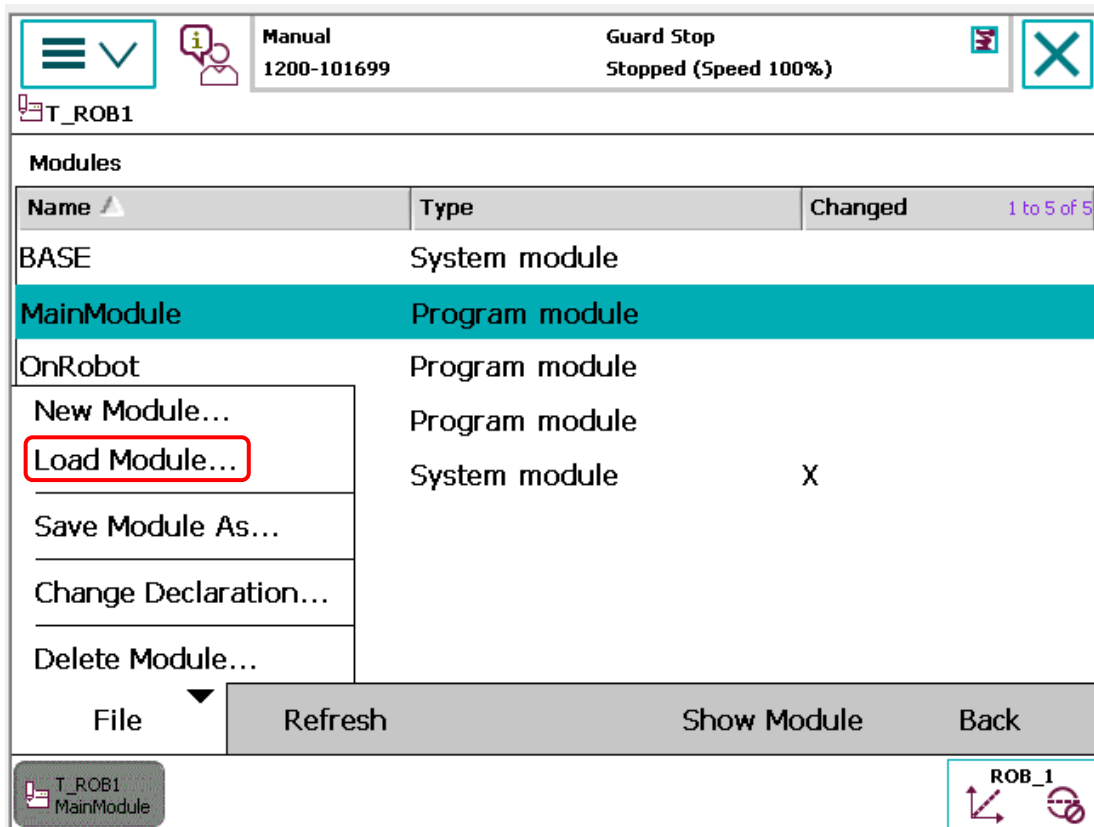 Manual Guard Stop
1200-101699 Stopped (Speed 100%)
T_ROB1
Modules
Name Type Changed 1 to 5 of 5
BASE System module
MainModule Program module
OnRobot Program module
Program module
System module X
New Module...
Load Module...
Save Module As...
Change Declaration...
Delete Module...
File Refresh Show Module Back
T_ROB1
MainModule
ROB_1